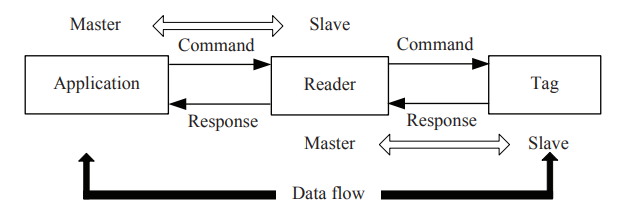 Master Slave
Command Command
Application Reader Tag
Response Response
Master Slave
Data flow